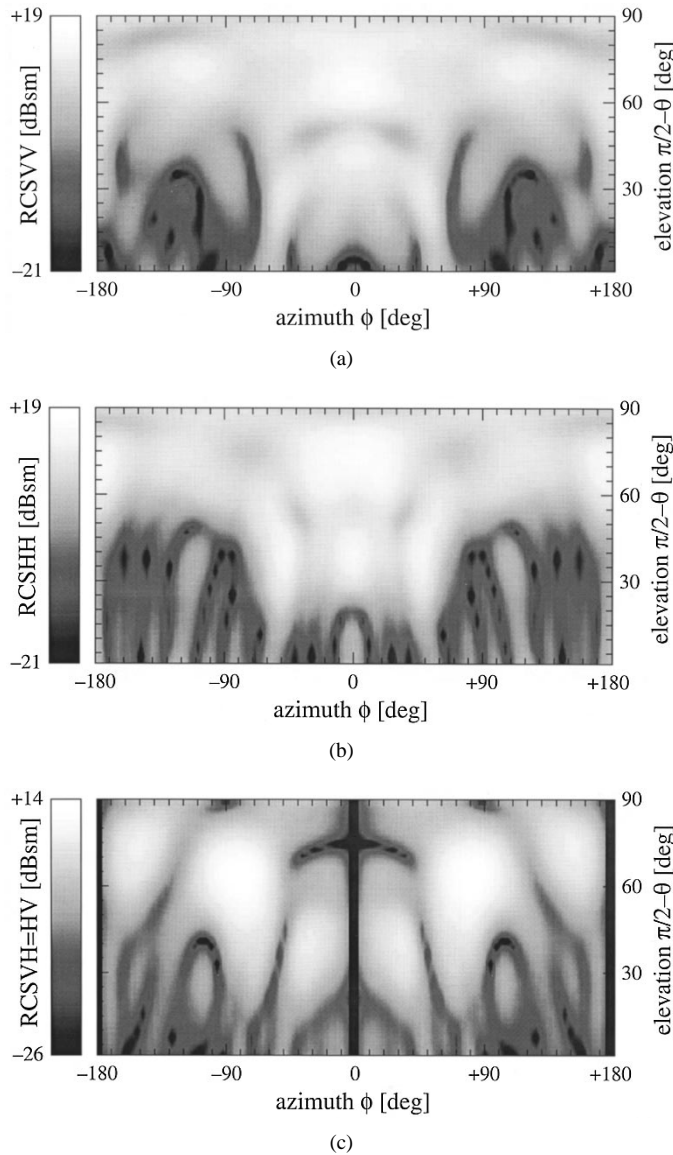 +19
RCSVV [dBsm]
−21
90
60
30
elevation π/2−θ [deg]
−180
−90
0
+90
+180
azimuth ϕ [deg]
(a)
+19
RCSHH [dBsm]
−21
90
60
30
elevation π/2−θ [deg]
−180
−90
0
+90
+180
azimuth ϕ [deg]
(b)
+14
RCSVH=HV [dBsm]
−26
90
60
30
elevation π/2−θ [deg]
−180
−90
0
+90
+180
azimuth ϕ [deg]
(c)